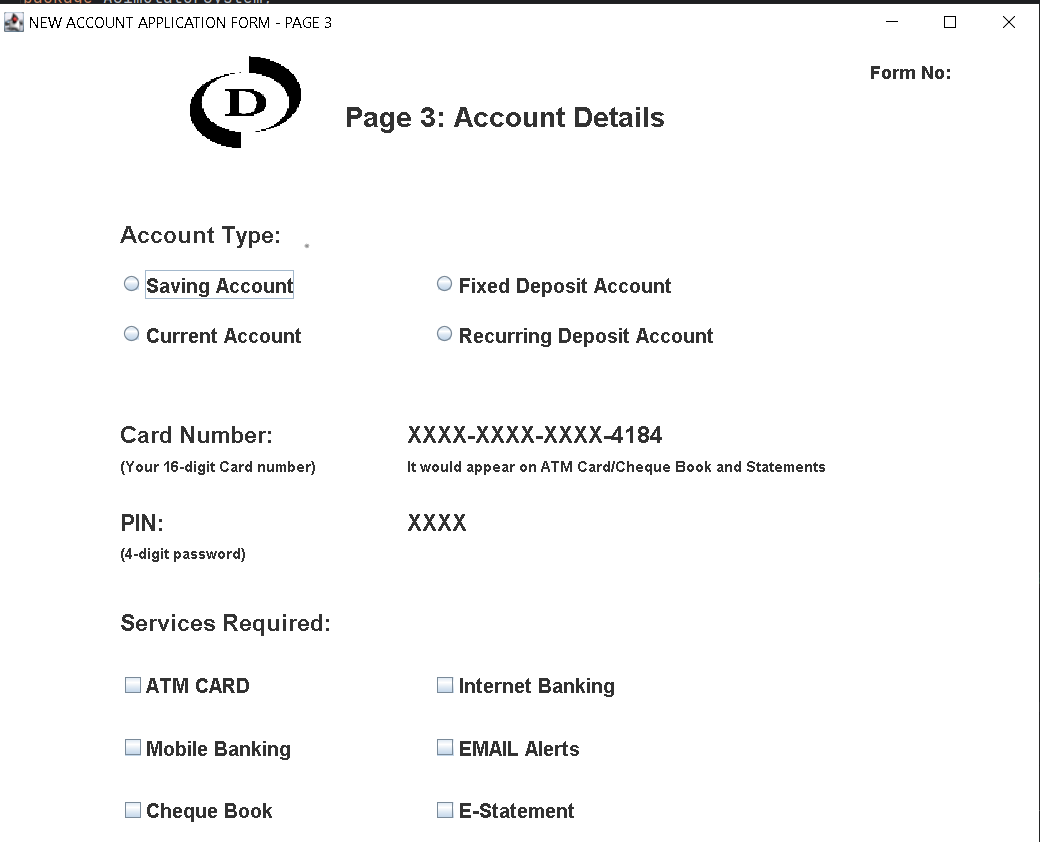 NEW ACCOUNT APPLICATION FORM - PAGE 3
Form No:
D
Page 3: Account Details
Account Type:
Saving Account Fixed Deposit Account
Current Account Recurring Deposit Account
Card Number: XXXX-XXXX-XXXX-4184
(Your 16-digit Card number) It would appear on ATM Card/Cheque Book and Statements
PIN: XXXX
(4-digit password)
Services Required:
ATM CARD Internet Banking
Mobile Banking EMAIL Alerts
Cheque Book E-Statement